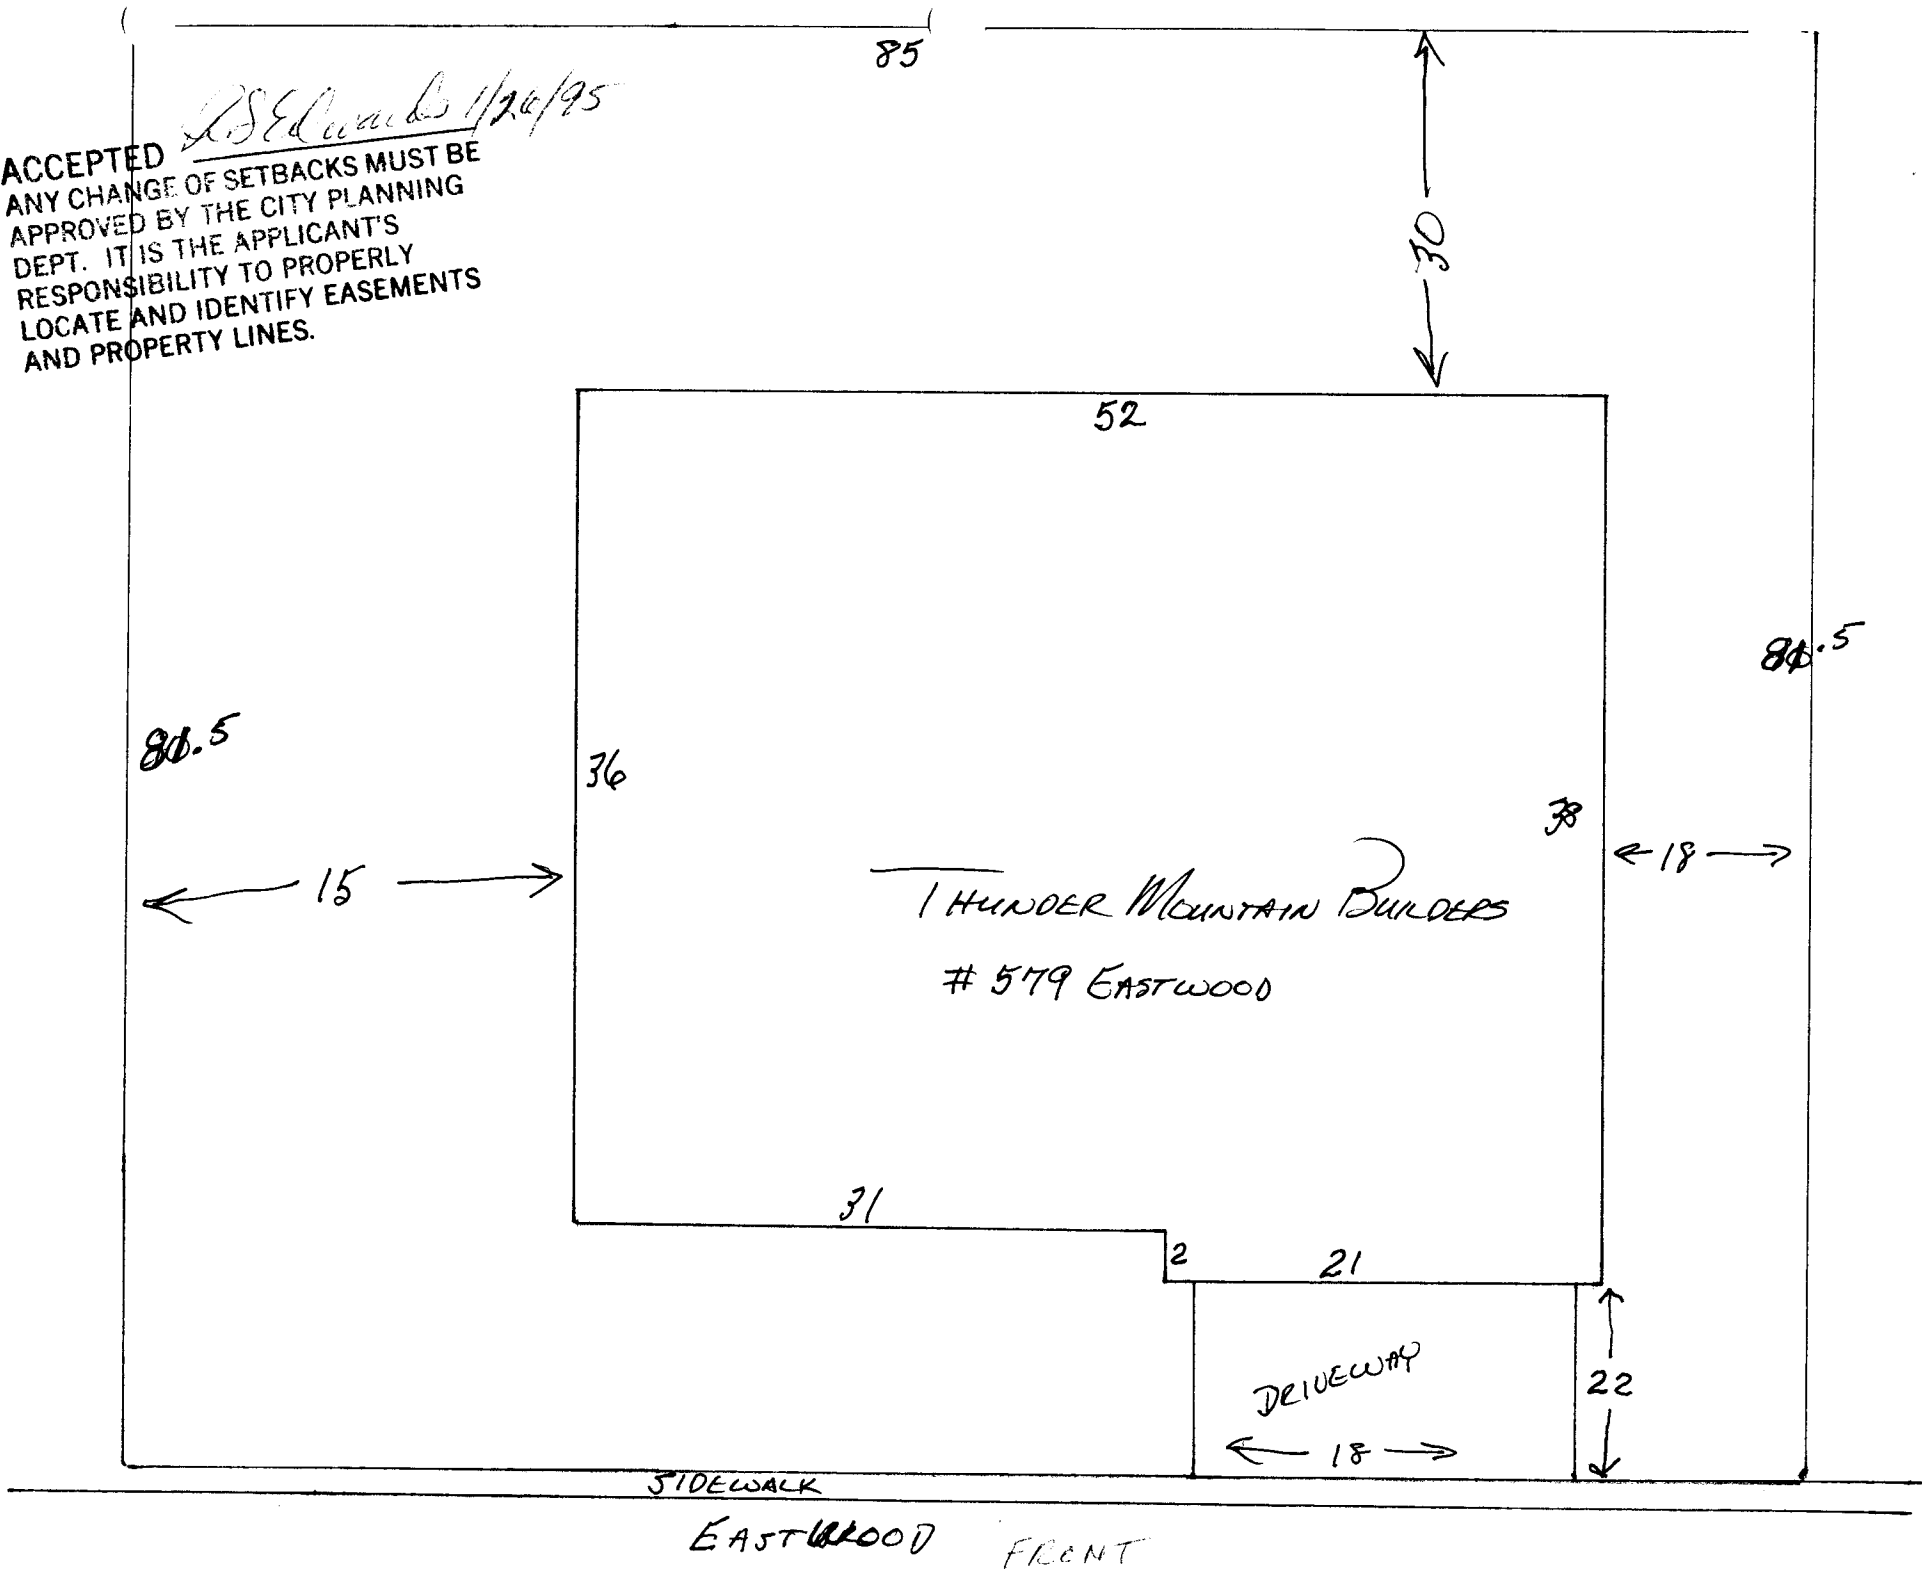 85
RSEdwards 1/26/95
ACCEPTED
ANY CHANGE OF SETBACKS MUST BE
APPROVED BY THE CITY PLANNING
DEPT. IT IS THE APPLICANT'S
RESPONSIBILITY TO PROPERLY
LOCATE AND IDENTIFY EASEMENTS
AND PROPERTY LINES.
30
52
.5
.5
36
38
15
18
THUNDER MOUNTAIN BUILDERS
# 579 EASTWOOD
31
2
21
22
DRIVEWAY
18
SIDEWALK
EASTWOOD FRONT